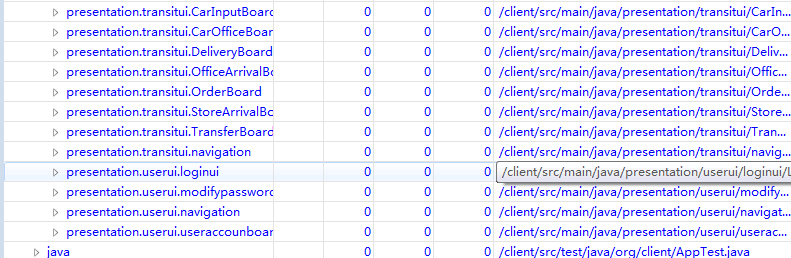 presentation.transitui.CarInputBoard 0 0 0 /client/src/main/java/presentation/transitui/CarIn...
presentation.transitui.CarOfficeBoard 0 0 0 /client/src/main/java/presentation/transitui/CarO...
presentation.transitui.DeliveryBoard 0 0 0 /client/src/main/java/presentation/transitui/Deliv...
presentation.transitui.OfficeArrivalBo 0 0 0 /client/src/main/java/presentation/transitui/Offic...
presentation.transitui.OrderBoard 0 0 0 /client/src/main/java/presentation/transitui/Orde...
presentation.transitui.StoreArrivalBo 0 0 0 /client/src/main/java/presentation/transitui/Store...
presentation.transitui.TransferBoard 0 0 0 /client/src/main/java/presentation/transitui/Tran...
presentation.transitui.navigation 0 0 0 /client/src/main/java/presentation/transitui/navig...
presentation.userui.loginui 0 0 0 /client/src/main/java/presentation/userui/loginui/L
presentation.userui.modifypassword 0 0 0 /client/src/main/java/presentation/userui/modify...
presentation.userui.navigation 0 0 0 /client/src/main/java/presentation/userui/navigat...
presentation.userui.useraccounboar 0 0 0 /client/src/main/java/presentation/userui/userac...
java 0 0 0 /client/src/test/java/org/client/AppTest.java